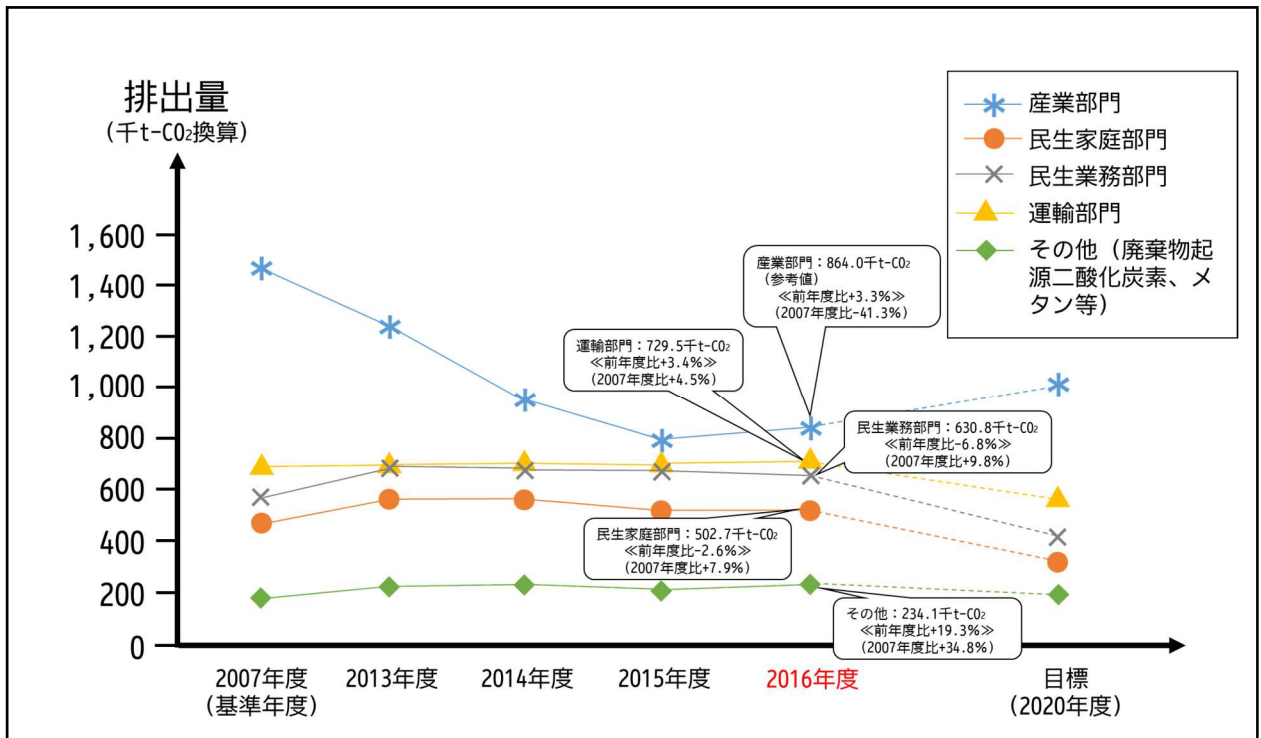 排出量
(千t-CO₂換算)
1,600
1,400
1,200
1,000
800
600
400
200
0
産業部門
民生家庭部門
民生業務部門
運輸部門
その他（廃棄物起
源二酸化炭素、メ
タン等）
産業部門：864.0千t-CO₂
(参考値)
≪前年度比+3.3%≫
(2007年度比-41.3%)
運輸部門：729.5千t-CO₂
≪前年度比+3.4%≫
(2007年度比+4.5%)
民生業務部門：630.8千t-CO₂
≪前年度比-6.8%≫
(2007年度比+9.8%)
民生家庭部門：502.7千t-CO₂
≪前年度比-2.6%≫
(2007年度比+7.9%)
その他：234.1千t-CO₂
≪前年度比+19.3%≫
(2007年度比+34.8%)
2007年度
(基準年度)
2013年度
2014年度
2015年度
2016年度
目標
(2020年度)